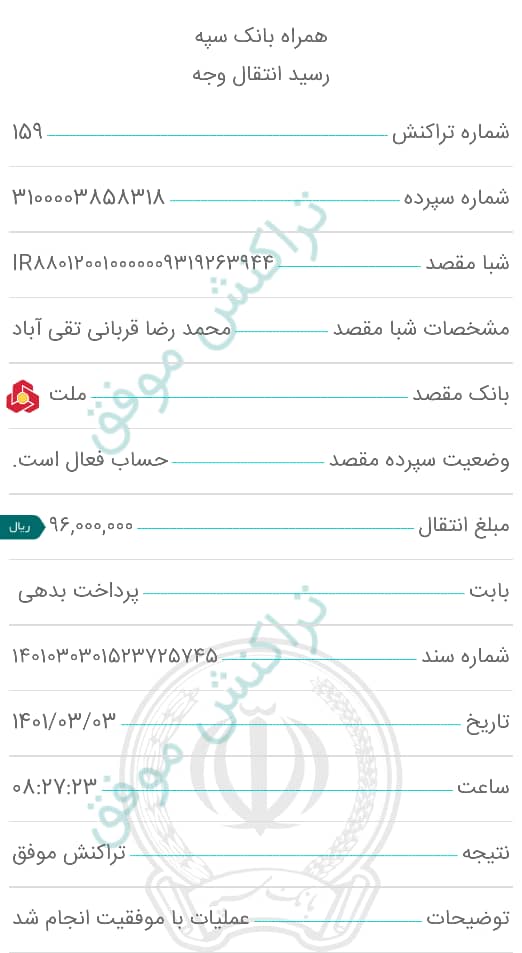 همراه بانک سپه
رسید انتقال وجه
شماره تراکنش ۱۵۹
شماره سپرده ۳۱۰۰۰۰۳۸۵۸۳۱۸
شبا مقصد IR۸۸۰۱۲۰۰۱۰۰۰۰۰۰۹۳۱۹۲۶۳۹۴۴
مشخصات شبا مقصد محمد رضا قربانی تقی آباد
بانک مقصد ملت
وضعیت سپرده مقصد حساب فعال است.
مبلغ انتقال ۹۶,۰۰۰,۰۰۰ ریال
بابت پرداخت بدهی
شماره سند ۱۴۰۱۰۳۰۳۰۱۵۲۳۷۲۵۷۴۵
تاریخ ۱۴۰۱/۰۳/۰۳
ساعت ۰۸:۲۷:۲۳
نتیجه تراکنش موفق
توضیحات عملیات با موفقیت انجام شد
تراکنش موفق
تراکنش موفق
بانک سپه